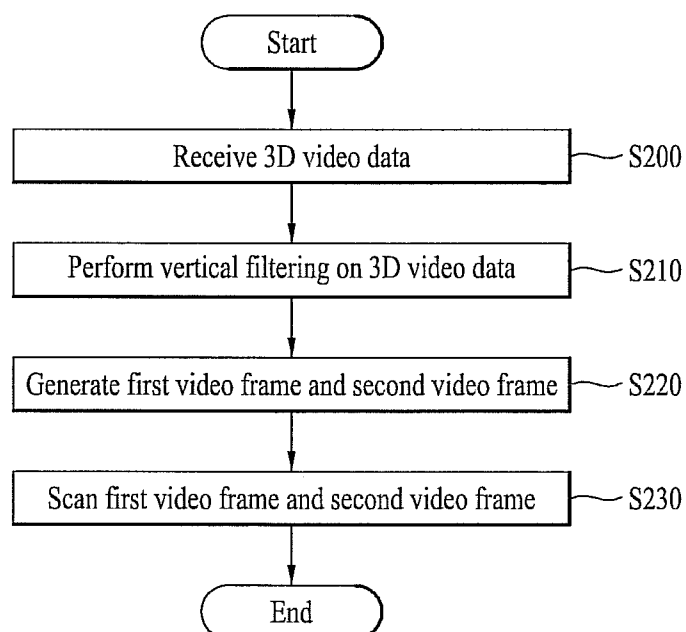 Start
Receive 3D video data
S200
Perform vertical filtering on 3D video data
S210
Generate first video frame and second video frame
S220
Scan first video frame and second video frame
S230
End